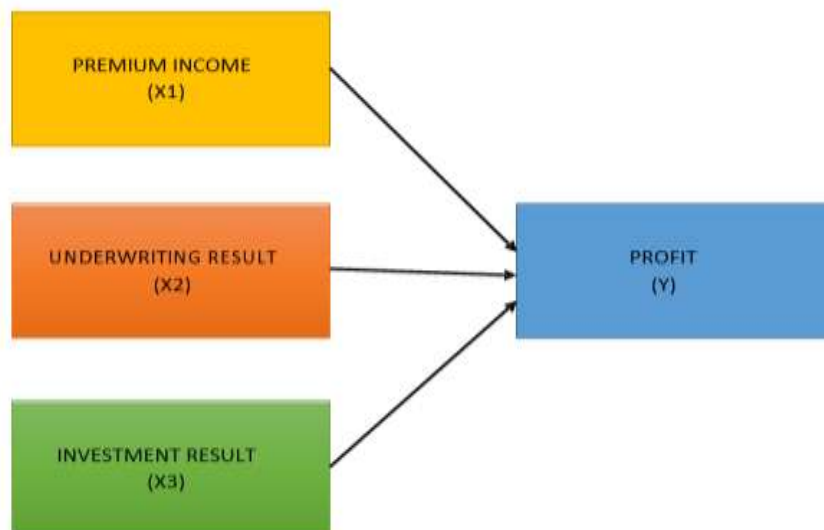 PREMIUM INCOME
(X1)
UNDERWRITING RESULT
(X2)
PROFIT
(Y)
INVESTMENT RESULT
(X3)